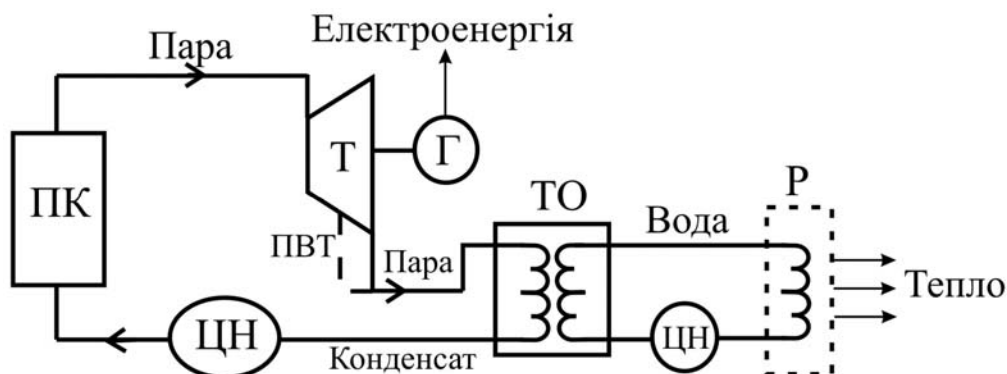 Електроенергія
Пара
Т
Г
ПК
ТО
Р
Вода
ПВТ
Пара
Тепло
ЦН
ЦН
Конденсат